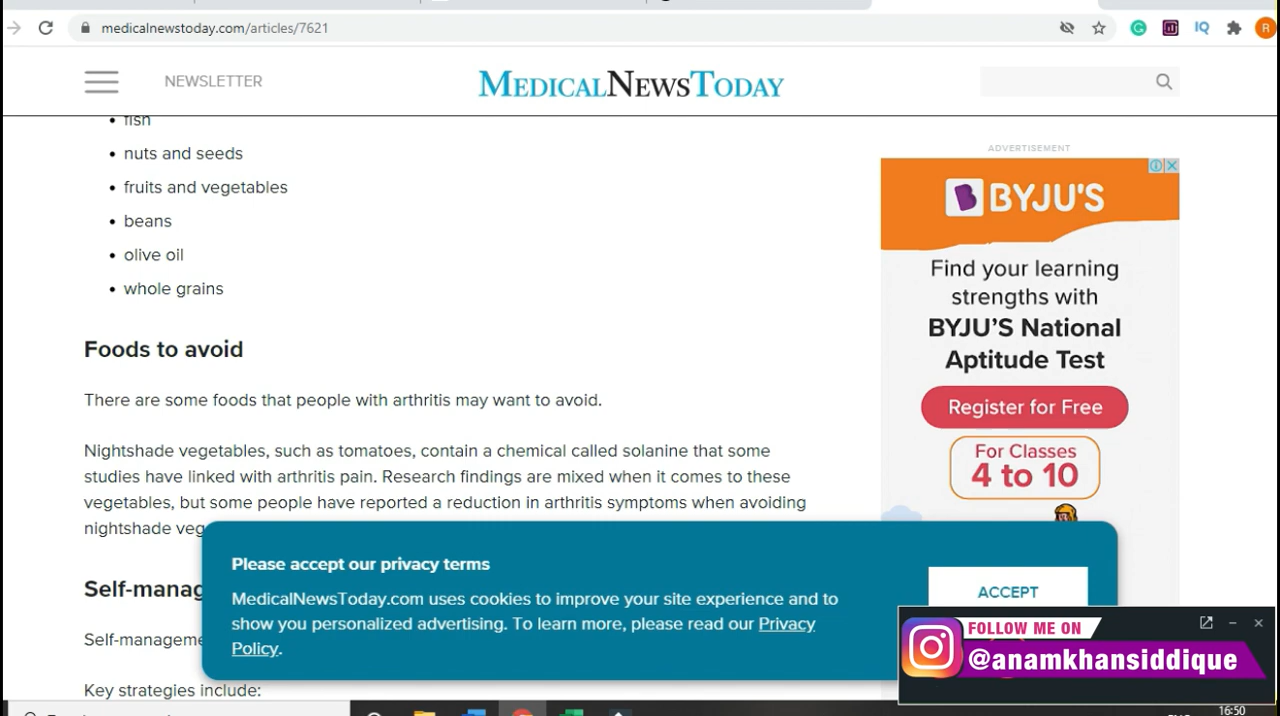 medicalnewstoday.com/articles/7621
IQ
R
NEWSLETTER
MEDICALNEWSTODAY
fish
nuts and seeds
fruits and vegetables
beans
olive oil
whole grains
Foods to avoid
There are some foods that people with arthritis may want to avoid.
Nightshade vegetables, such as tomatoes, contain a chemical called solanine that some
studies have linked with arthritis pain. Research findings are mixed when it comes to these
vegetables, but some people have reported a reduction in arthritis symptoms when avoiding
nightshade veg
Self-manag
Self-manageme
Key strategies include:
ADVERTISEMENT
BYJU'S
Find your learning
strengths with
BYJU'S National
Aptitude Test
Register for Free
For Classes
4 to 10
Please accept our privacy terms
MedicalNewsToday.com uses cookies to improve your site experience and to
show you personalized advertising. To learn more, please read our Privacy
Policy.
ACCEPT
FOLLOW ME ON
@anamkhansiddique
16:50